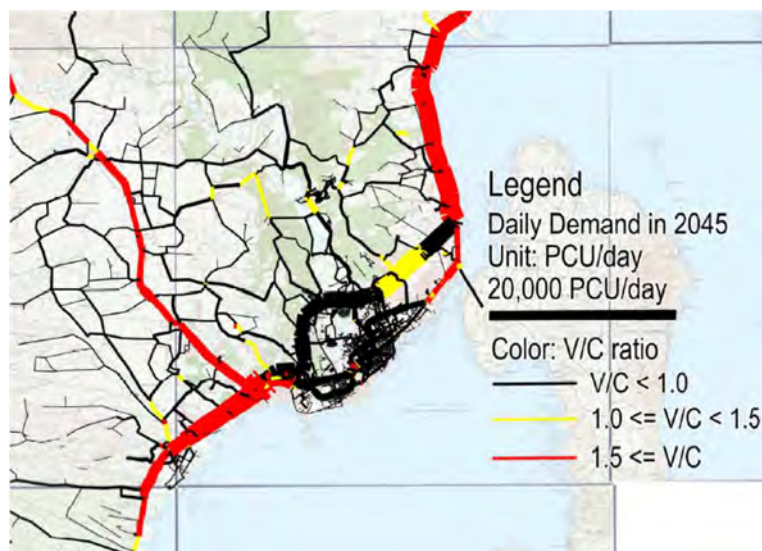 Legend
Daily Demand in 2045
Unit: PCU/day
20,000 PCU/day
Color: V/C ratio
V/C < 1.0
1.0 <= V/C < 1.5
1.5 <= V/C